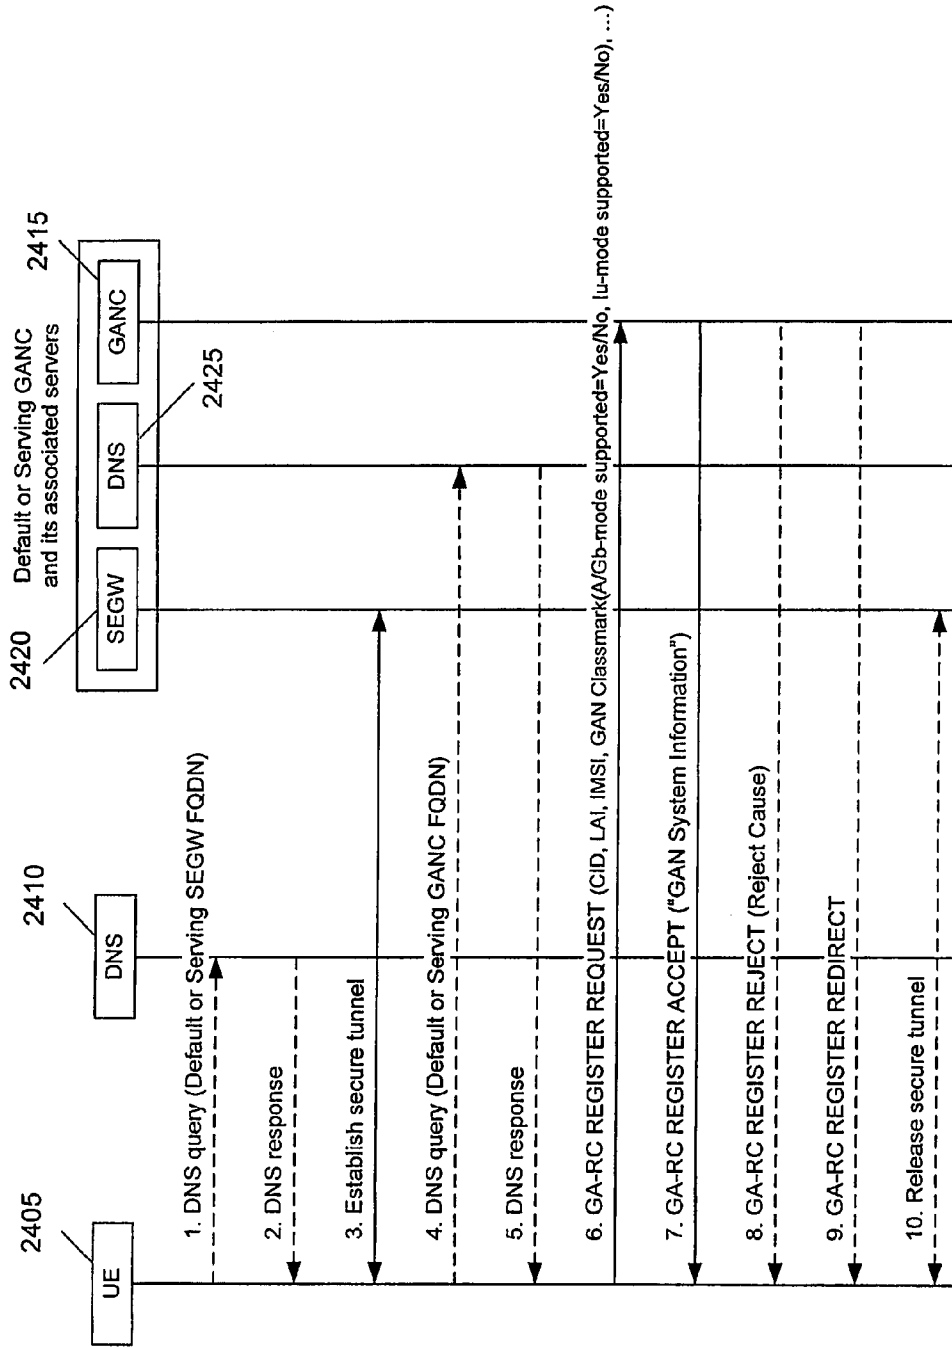 Default or Serving GANC
and its associated servers
2405
2410
2420
2425
2415
UE
DNS
SEGW
DNS
GANC
1. DNS query (Default or Serving SEGW FQDN)
2. DNS response
3. Establish secure tunnel
4. DNS query (Default or Serving GANC FQDN)
5. DNS response
6. GA-RC REGISTER REQUEST (CID, LAI, IMSI, GAN Classmark(A/Gb-mode supported=Yes/No, Iu-mode supported=Yes/No), ...)
7. GA-RC REGISTER ACCEPT ("GAN System Information")
8. GA-RC REGISTER REJECT (Reject Cause)
9. GA-RC REGISTER REDIRECT
10. Release secure tunnel